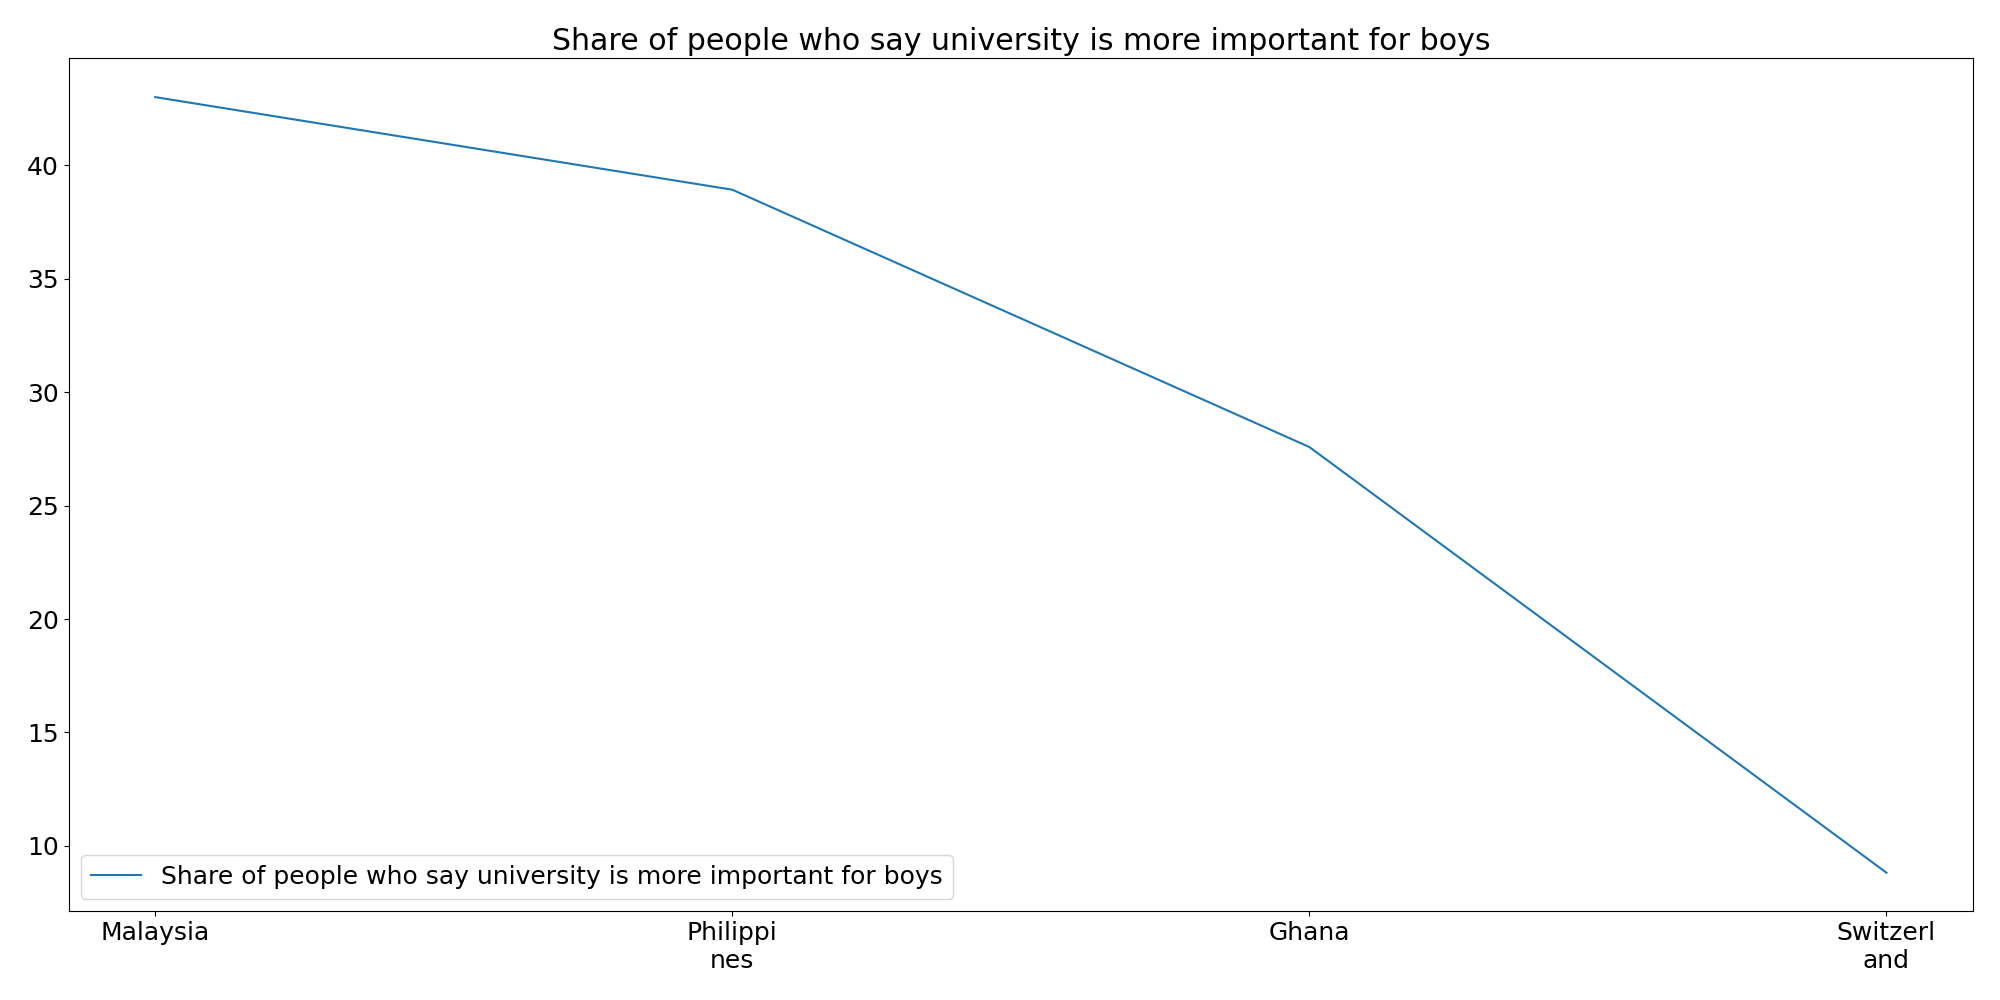 Share of people who say university is more important for boys
40
35
30
25
20
15
10
Share of people who say university is more important for boys
Malaysia
Philippi
nes
Ghana
Switzerl
and